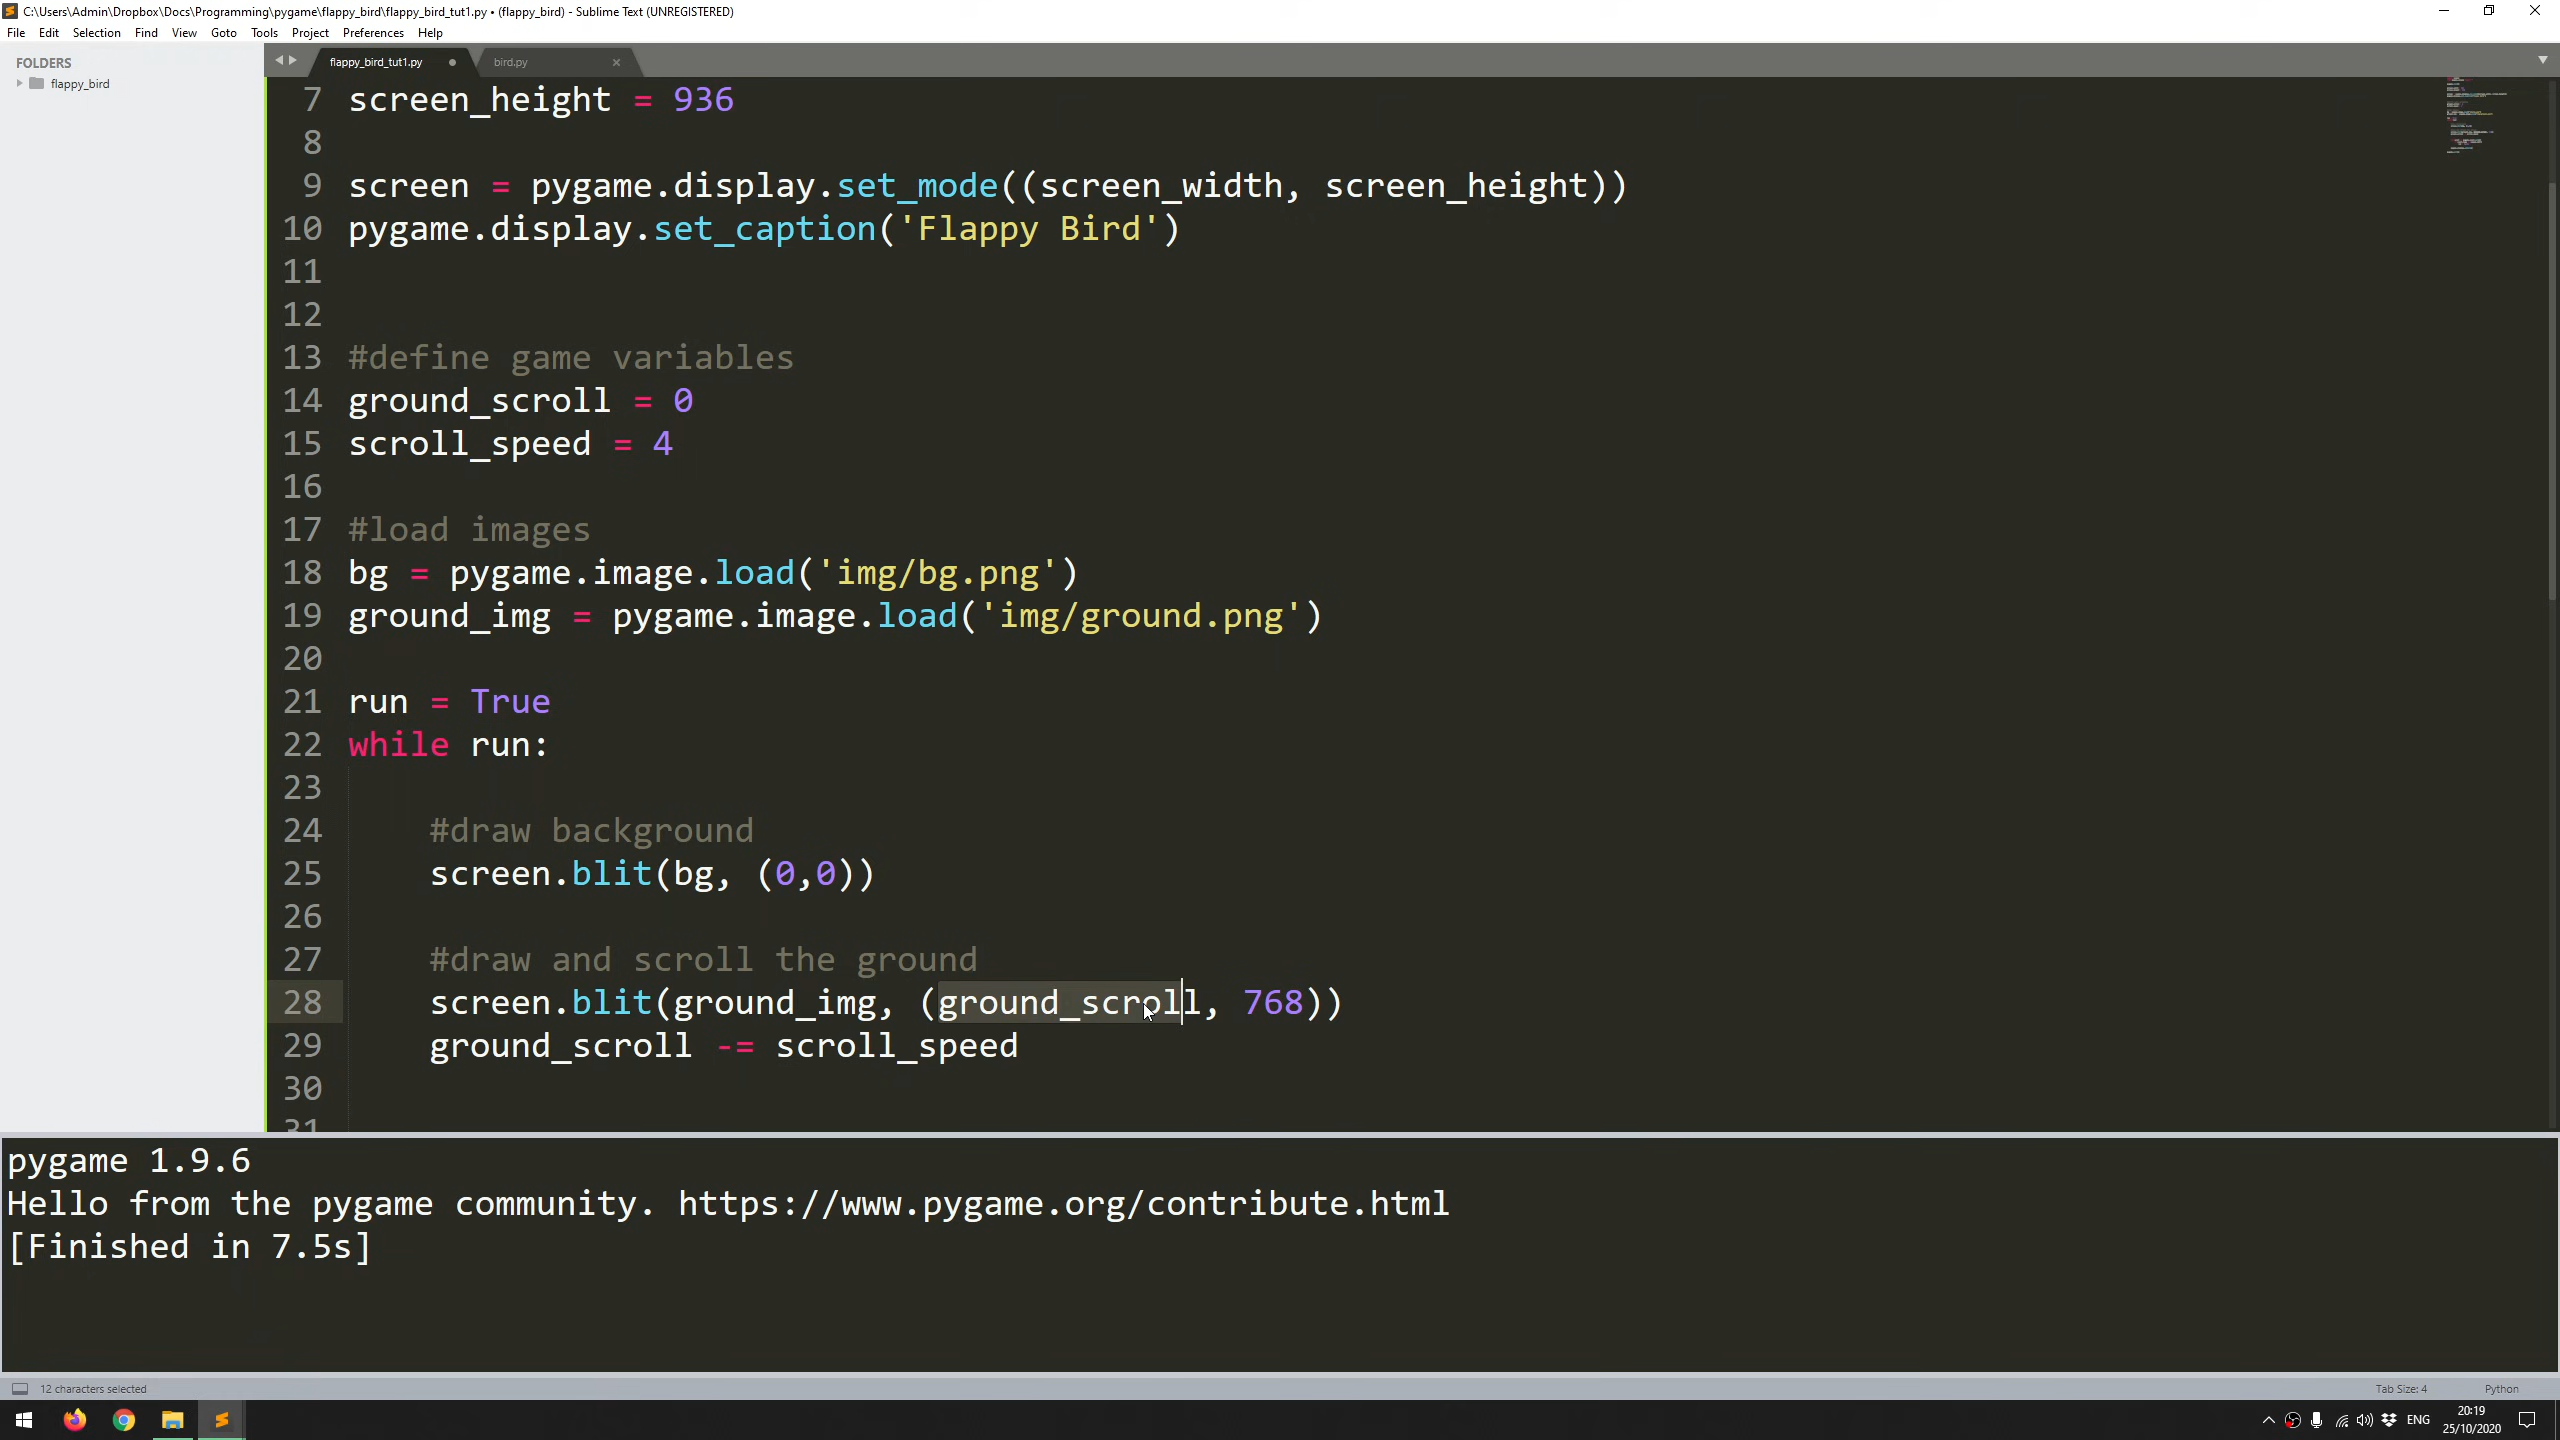 C:\Users\Admin\Dropbox\Docs\Programming\pygame\flappy_bird\flappy_bird_tut1.py • (flappy_bird) - Sublime Text (UNREGISTERED)
File Edit Selection Find View Goto Tools Project Preferences Help
FOLDERS
flappy_bird
flappy_bird_tut1.py
bird.py
7 screen_height = 936
8
9 screen = pygame.display.set_mode((screen_width, screen_height))
10 pygame.display.set_caption('Flappy Bird')
11
12
13 #define game variables
14 ground_scroll = 0
15 scroll_speed = 4
16
17 #load images
18 bg = pygame.image.load('img/bg.png')
19 ground_img = pygame.image.load('img/ground.png')
20
21 run = True
22 while run:
23
24 #draw background
25 screen.blit(bg, (0,0))
26
27 #draw and scroll the ground
28 screen.blit(ground_img, (ground_scroll, 768))
29 ground_scroll -= scroll_speed
30
31
pygame 1.9.6
Hello from the pygame community. https://www.pygame.org/contribute.html
[Finished in 7.5s]
12 characters selected
Tab Size: 4
Python
ENG
20:19
25/10/2020